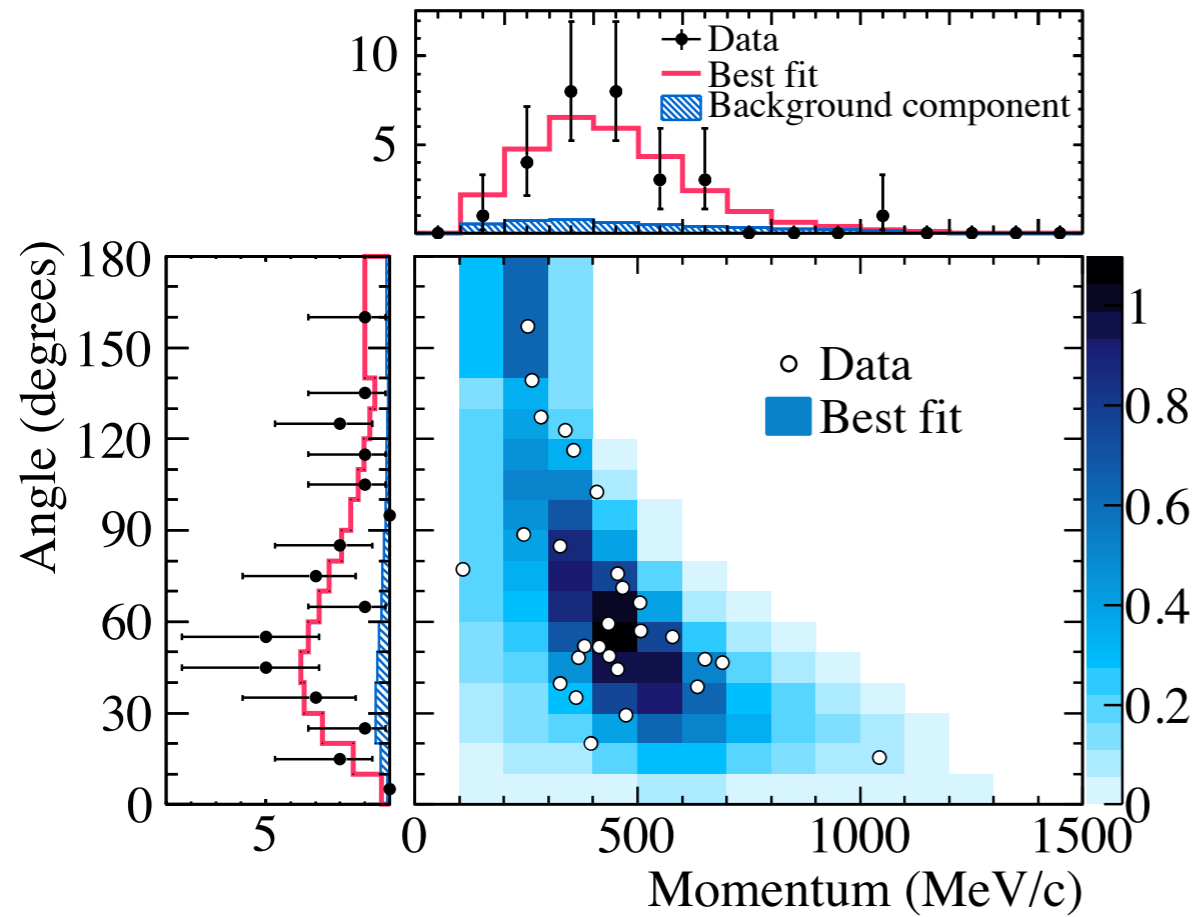 10
5
Data
Best fit
Background component
Angle (degrees)
180
150
120
90
60
30
0
5
Data
Best fit
1
0.8
0.6
0.4
0.2
0
0
500
1000
1500
Momentum (MeV/c)